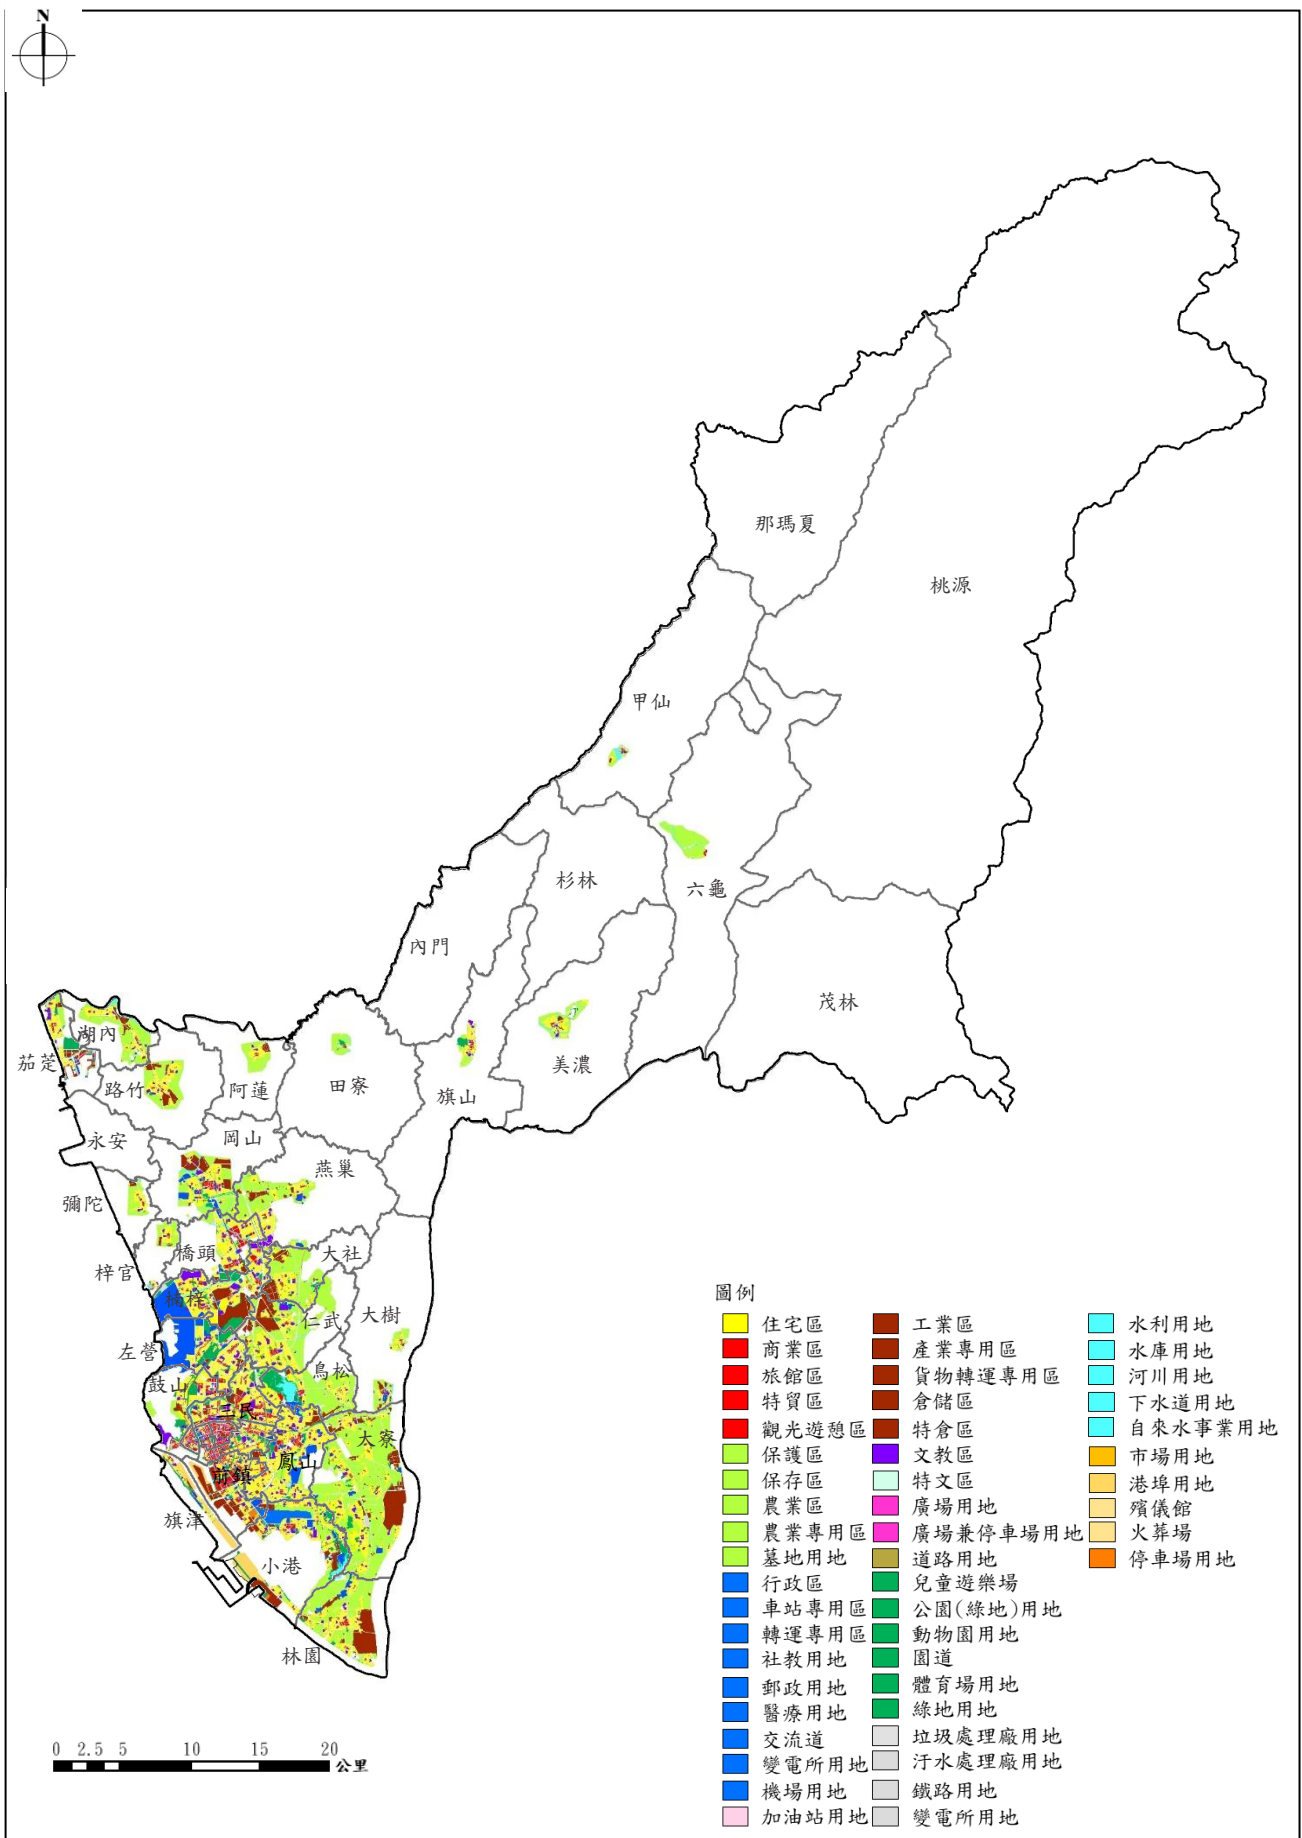 N
那瑪夏
桃源
甲仙
杉林
六龜
內門
茂林
湖內
茄萣
美濃
路竹
阿蓮
田寮
旗山
永安
岡山
燕巢
彌陀
橋頭
大社
梓官
楠梓
仁武
大樹
左營
鳥松
鼓山
三民
大寮
鳳山
前鎮
旗津
小港
林園
圖例
住宅區
商業區
旅館區
特貿區
觀光遊憩區
保護區
保存區
農業區
農業專用區
墓地用地
行政區
車站專用區
轉運專用區
社教用地
郵政用地
醫療用地
交流道
變電所用地
機場用地
加油站用地
工業區
產業專用區
貨物轉運專用區
倉儲區
特倉區
文教區
特文區
廣場用地
廣場兼停車場用地
道路用地
兒童遊樂場
公園(綠地)用地
動物園用地
園道
體育場用地
綠地用地
垃圾處理廠用地
汙水處理廠用地
鐵路用地
變電所用地
水利用地
水庫用地
河川用地
下水道用地
自來水事業用地
市場用地
港埠用地
殯儀館
火葬場
停車場用地
0 2.5 5 10 15 20
公里